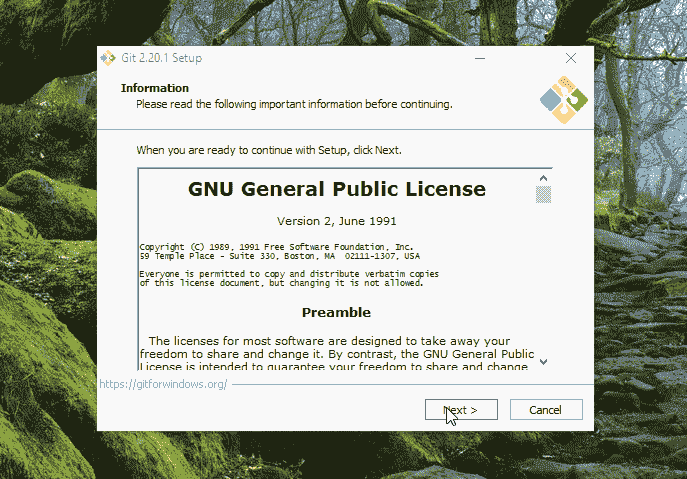 Git 2.20.1 Setup
Information
Please read the following important information before continuing.
When you are ready to continue with Setup, click Next.
GNU General Public License
Version 2, June 1991
Copyright (C) 1989, 1991 Free Software Foundation, Inc.
59 Temple Place - Suite 330, Boston, MA  02111-1307, USA
Everyone is permitted to copy and distribute verbatim copies
of this license document, but changing it is not allowed.
Preamble
The licenses for most software are designed to take away your
freedom to share and change it. By contrast, the GNU General Public
License is intended to guarantee your freedom to share and change
https://gitforwindows.org/
Next >
Cancel